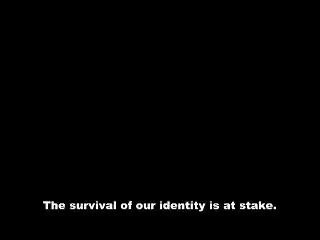 The survival of our identity is at stake.